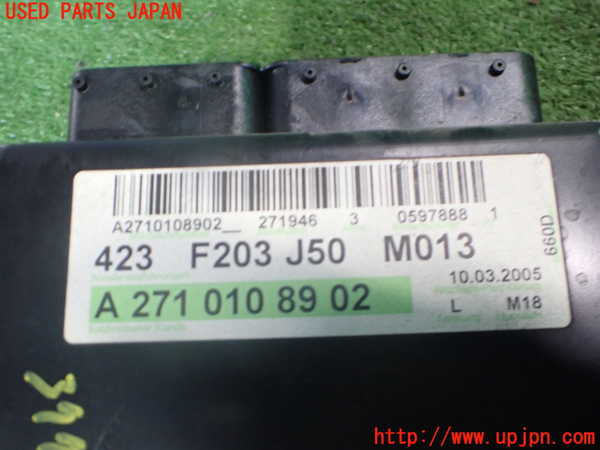 USED PARTS JAPAN
A2710108902__ 271946 3 0597888 1
423 F203 J50 M013
10.03.2005
A 271 010 89 02
L M18
660D
http://www.upjpn.com/